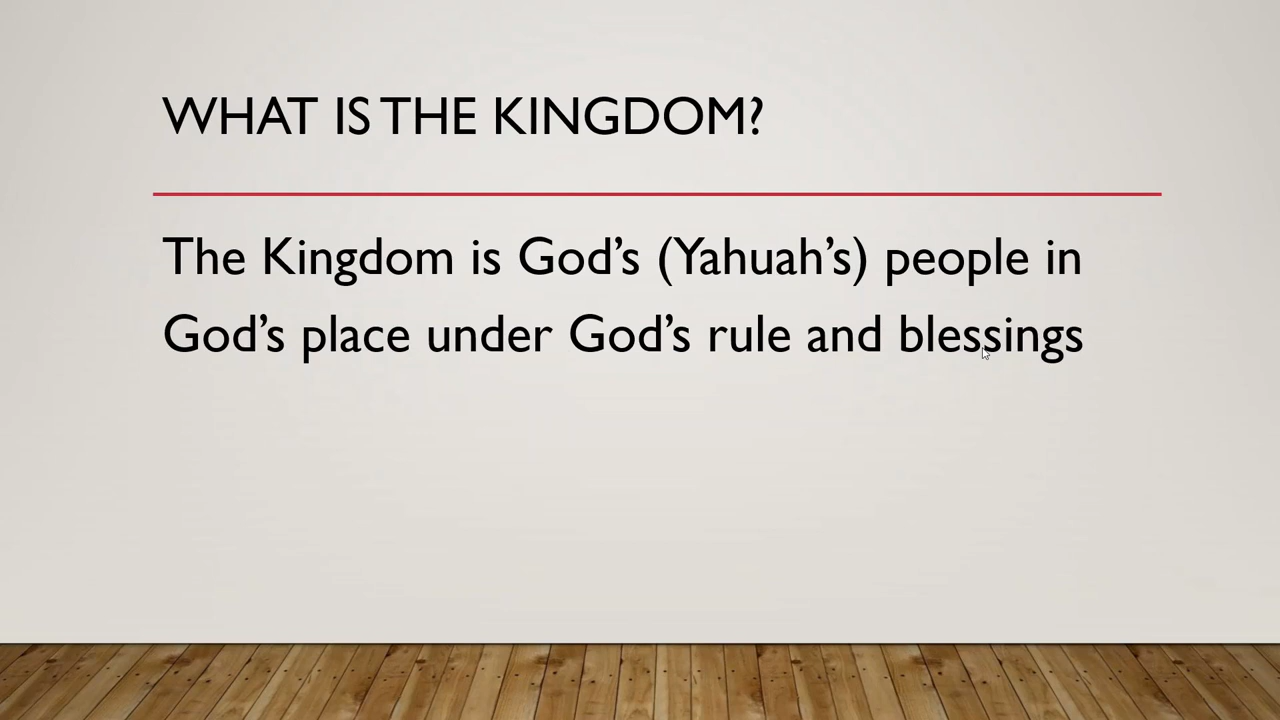 WHAT IS THE KINGDOM?
The Kingdom is God’s (Yahuah’s) people in
God’s place under God’s rule and blessings